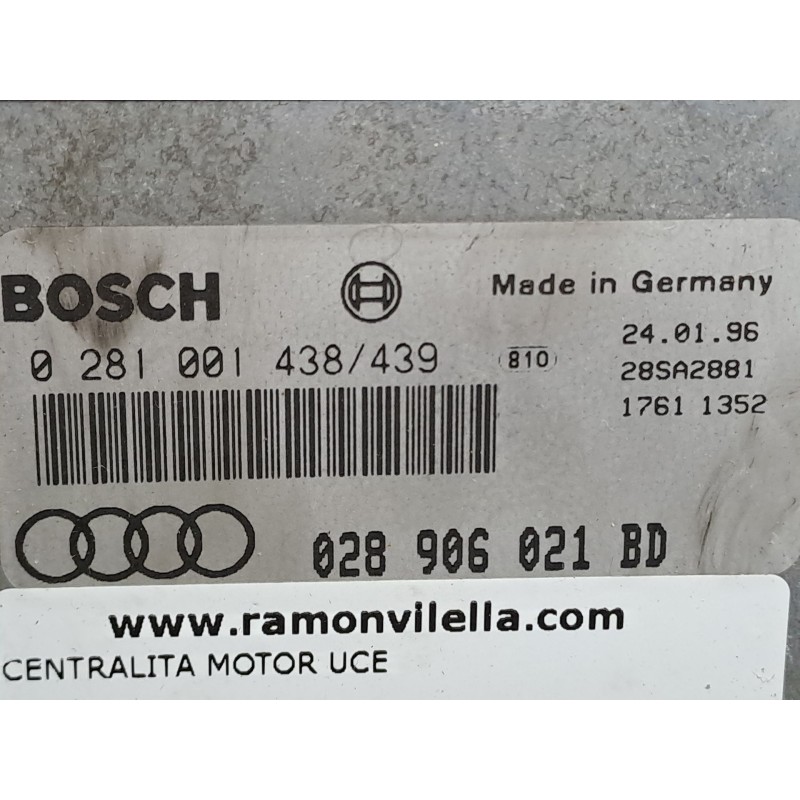 BOSCH
Made in Germany
0 281 001 438/439
810
24.01.96
28SA2881
1761 1352
028 906 021 BD
www.ramonvilella.com
CENTRALITA MOTOR UCE